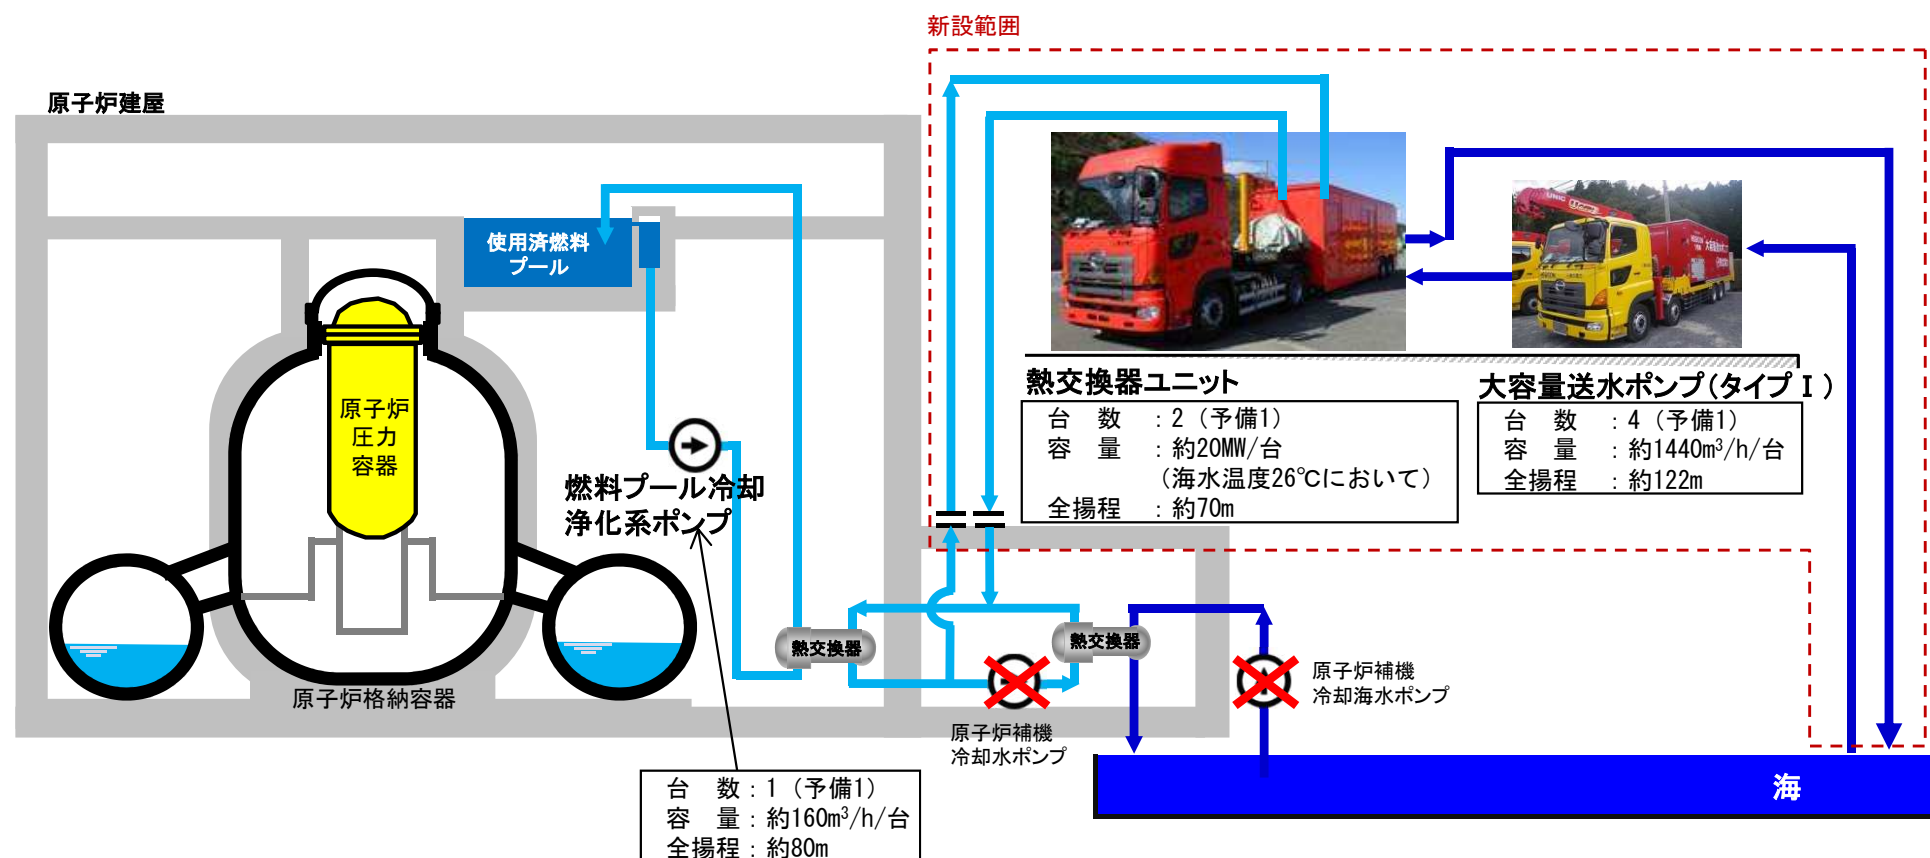 新設範囲
原子炉建屋
使用済燃料
プール
原子炉
圧力
容器
燃料プール冷却
浄化系ポンプ
熱交換器ユニット
台　数　：2（予備1）
容　量　：約20MW/台
（海水温度26℃において）
全揚程　：約70m
大容量送水ポンプ(タイプⅠ)
台　数　：4（予備1）
容　量　：約1440m³/h/台
全揚程　：約122m
UNIC
熱交換器
熱交換器
原子炉補機
冷却海水ポンプ
原子炉格納容器
原子炉補機
冷却水ポンプ
台　数：1（予備1）
容　量：約160m³/h/台
全揚程：約80m
海